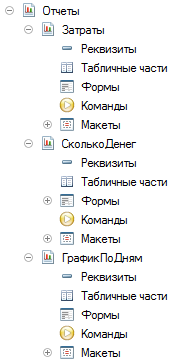 Отчеты
Затраты
Реквизиты
Табличные части
Формы
Команды
Макеты
СколькоДенег
Реквизиты
Табличные части
Формы
Команды
Макеты
ГрафикПоДням
Реквизиты
Табличные части
Формы
Команды
Макеты